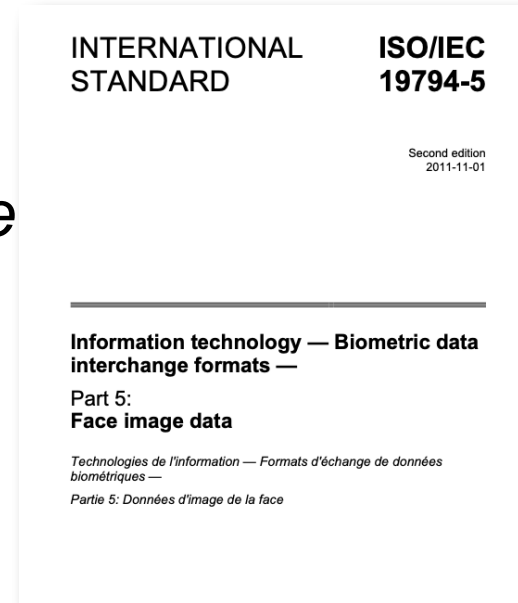 INTERNATIONAL STANDARD
ISO/IEC 19794-5
Second edition
2011-11-01
e
Information technology — Biometric data
interchange formats —
Part 5:
Face image data
Technologies de l'information — Formats d'échange de données
biométriques —
Partie 5: Données d'image de la face